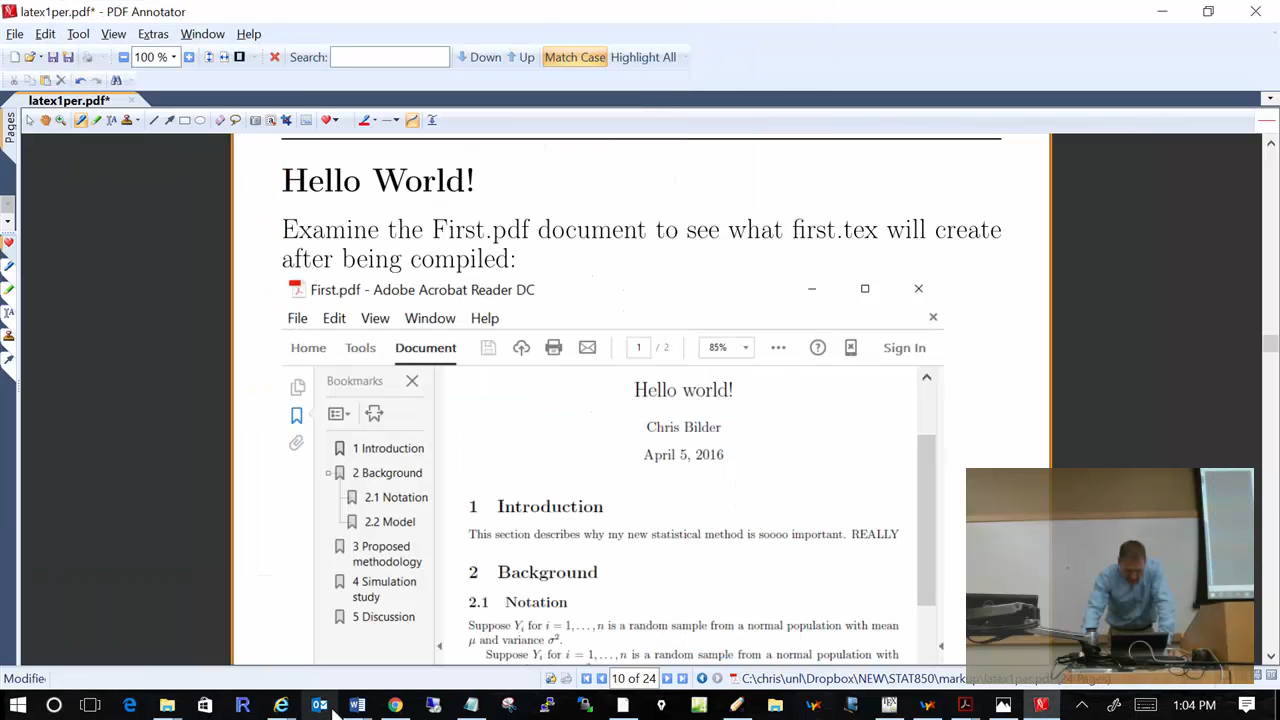 latex1per.pdf* - PDF Annotator
File Edit Tool View Extras Window Help
100 % Search: Down Up Match Case Highlight All
latex1per.pdf*
Pages
Hello World!
Examine the First.pdf document to see what first.tex will create
after being compiled:
First.pdf - Adobe Acrobat Reader DC
File Edit View Window Help
Home Tools Document 1 / 2 85% Sign In
Bookmarks
1 Introduction
2 Background
2.1 Notation
2.2 Model
3 Proposed
methodology
4 Simulation
study
5 Discussion
Hello world!
Chris Bilder
April 5, 2016
1 Introduction
This section describes why my new statistical method is soooo important. REALLY
2 Background
2.1 Notation
Suppose Yi for i = 1, . . . , n is a random sample from a normal population with mean
μ and variance σ².
Suppose Yi for i = 1, . . . , n is a random sample from a normal population with
Modifie
10 of 24
C:\chris\unl\Dropbox\NEW\STAT850\markup\latex1per.pdf (24 Pages)
1:04 PM